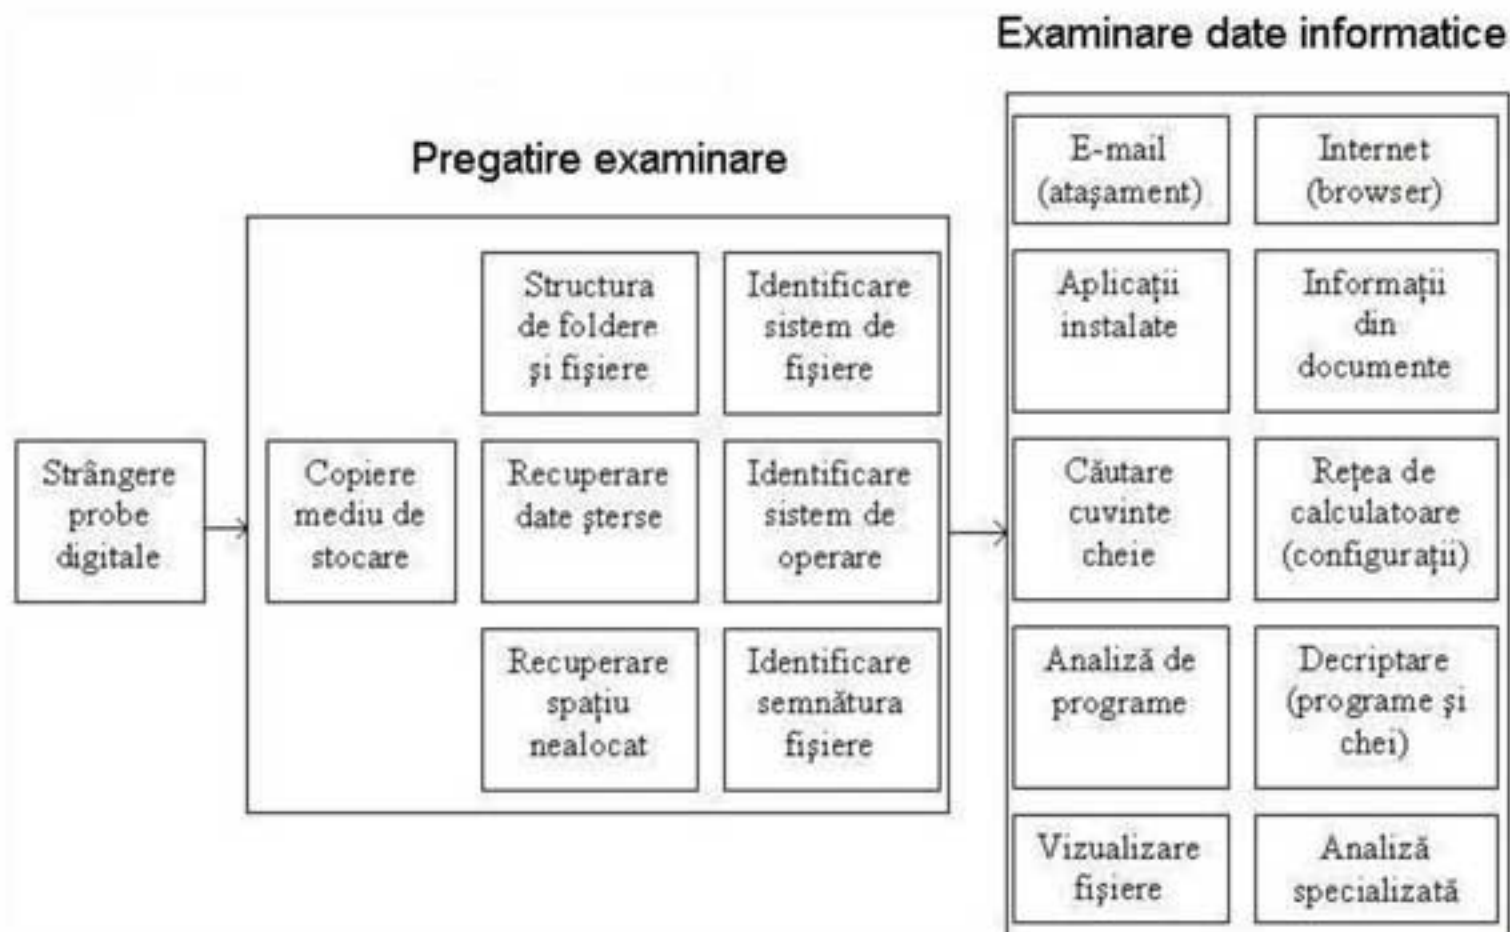 Examinare date informatice
Pregatire examinare
Strângere
probe
digitale
Copiere
mediu de
stocare
Structura
de foldere
şi fişiere
Identificare
sistem de
fişiere
Recuperare
date şterse
Identificare
sistem de
operare
Recuperare
spaţiu
nealocat
Identificare
semnătura
fişiere
E-mail
(ataşament)
Internet
(browser)
Aplicaţii
instalate
Informaţii
din
documente
Căutare
cuvinte
cheie
Reţea de
calculatoare
(configuraţii)
Analiză de
programe
Decriptare
(programe şi
chei)
Vizualizare
fişiere
Analiză
specializată